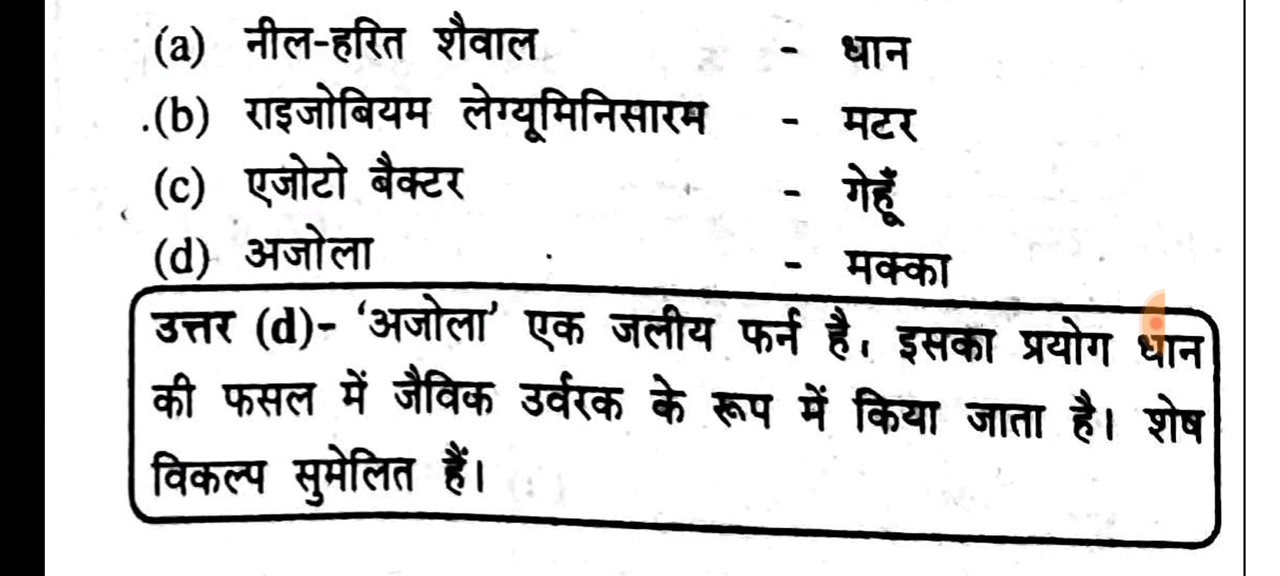 (a) नील-हरित शैवाल - धान
.(b) राइजोबियम लेग्यूमिनिसारम - मटर
(c) एजोटो बैक्टर - गेहूँ
(d) अजोला - मक्का
उत्तर (d)- ‘अजोला’ एक जलीय फर्न है, इसका प्रयोग धान
की फसल में जैविक उर्वरक के रूप में किया जाता है। शेष
विकल्प सुमेलित हैं।